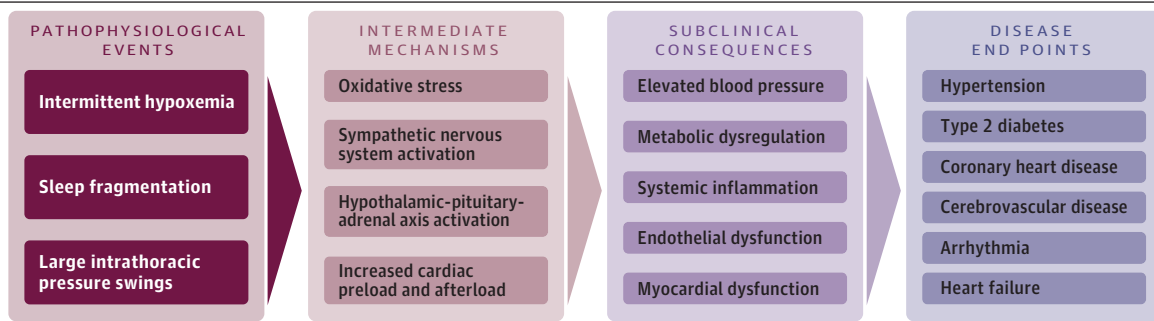 PATHOPHYSIOLOGICAL
EVENTS
Intermittent hypoxemia
Sleep fragmentation
Large intrathoracic
pressure swings
INTERMEDIATE
MECHANISMS
Oxidative stress
Sympathetic nervous
system activation
Hypothalamic-pituitary-
adrenal axis activation
Increased cardiac
preload and afterload
SUBCLINICAL
CONSEQUENCES
Elevated blood pressure
Metabolic dysregulation
Systemic inflammation
Endothelial dysfunction
Myocardial dysfunction
DISEASE
END POINTS
Hypertension
Type 2 diabetes
Coronary heart disease
Cerebrovascular disease
Arrhythmia
Heart failure